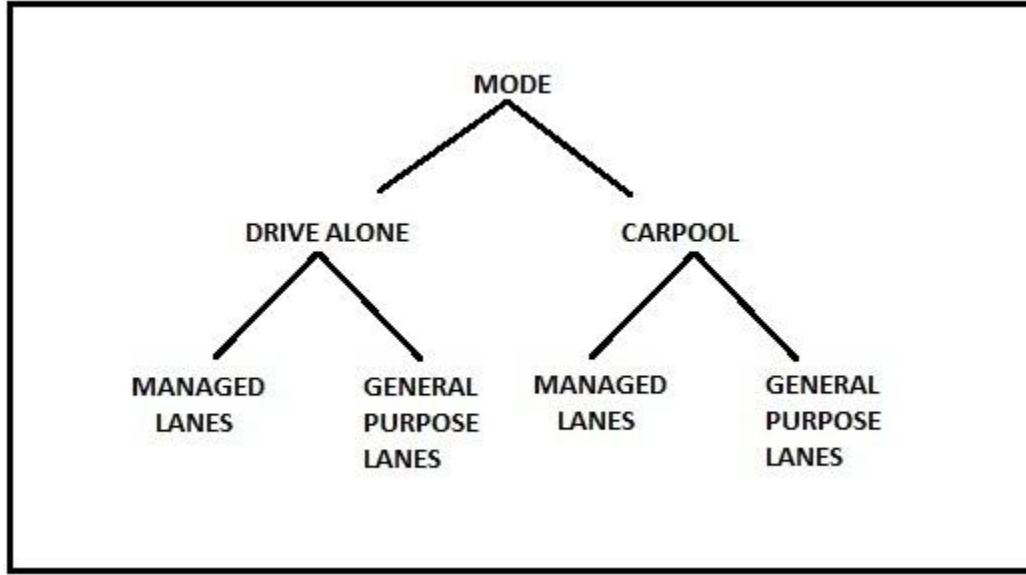 MODE
DRIVE ALONE
CARPOOL
MANAGED
LANES
GENERAL
PURPOSE
LANES
MANAGED
LANES
GENERAL
PURPOSE
LANES